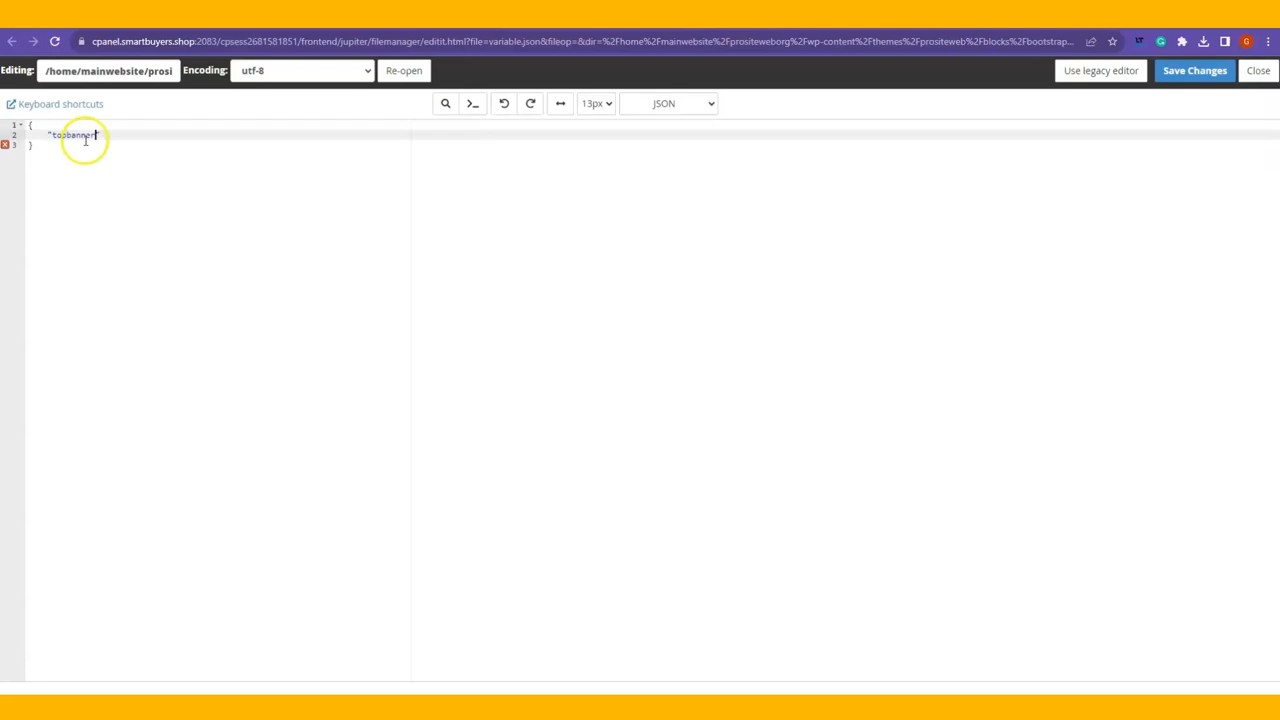 cpanel.smartbuyers.shop:2083/cpsess2681581851/frontend/jupiter/filemanager/editit.html?file=variable.json&fileop=&dir=%2Fhome%2Fmainwebsite%2Fprositeweborg%2Fwp-content%2Fthemes%2Fprositeweb%2Fblocks%2Fbootstrap...
Editing: /home/mainwebsite/prosi Encoding: utf-8 Re-open Use legacy editor Save Changes Close
Keyboard shortcuts 13px JSON
1 {
2 "topbanner"
3 }